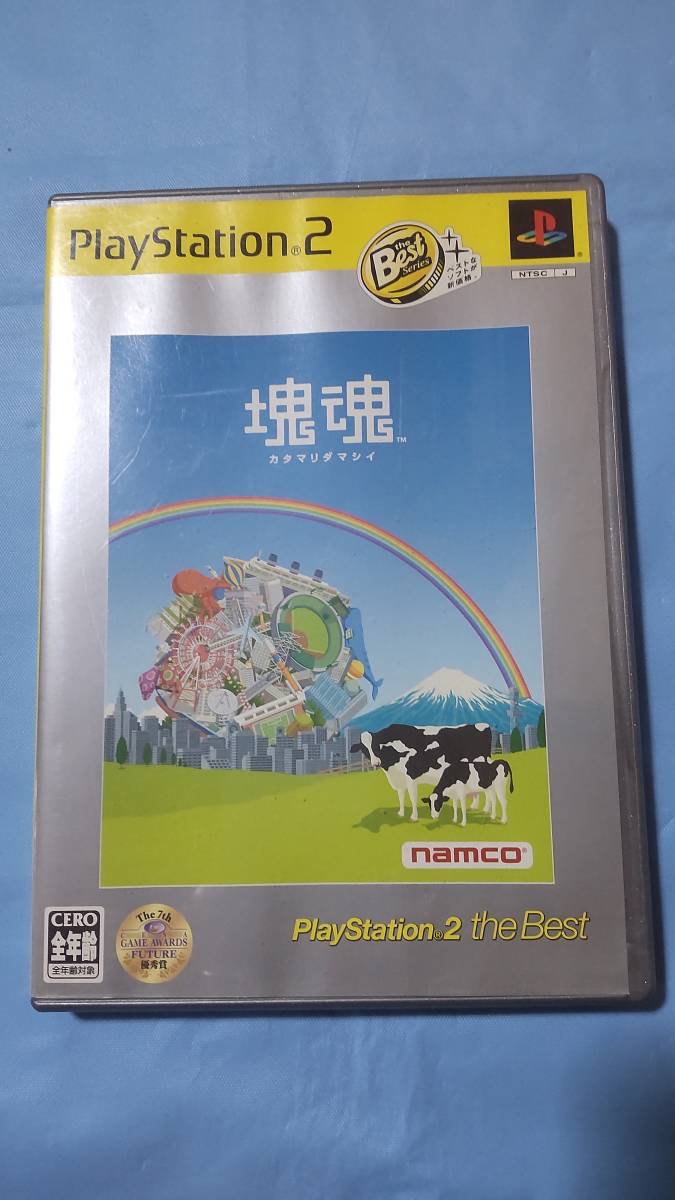 PlayStation®2
the
Best
Series
ベストな
ソフトが
新価格。
NTSC J
塊魂™
カタマリダマシイ
namco®
CERO
全年齢
全年齢対象
The 7th
CESA
GAME AWARDS
FUTURE
優秀賞
PlayStation®2 the Best